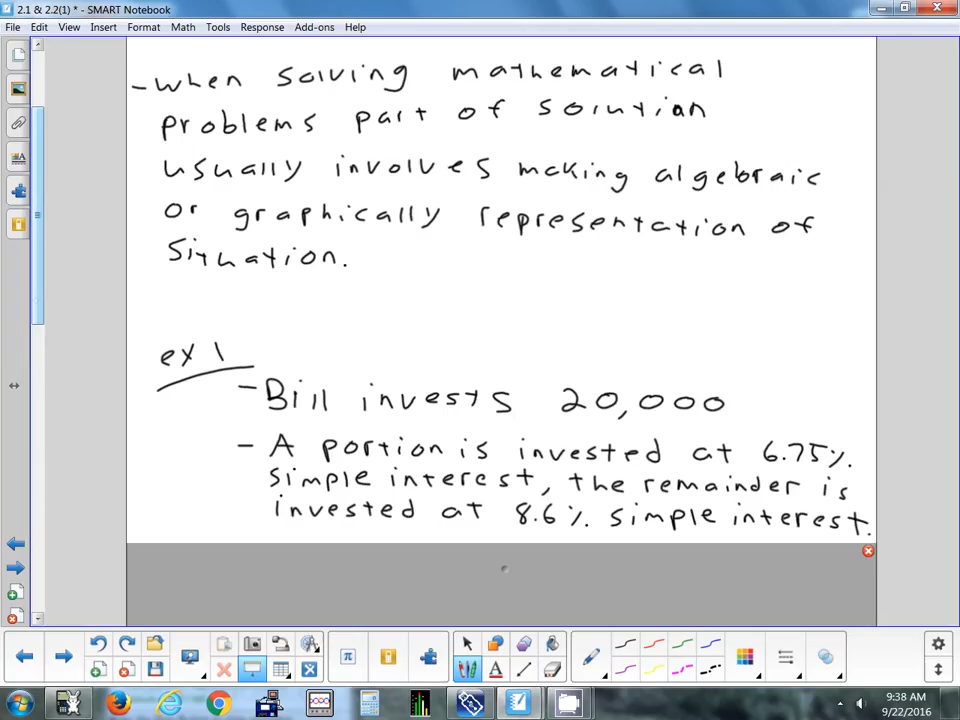 2.1 & 2.2(1) * - SMART Notebook
File Edit View Insert Format Math Tools Response Add-ons Help
- When solving mathematical
problems part of solution
usually involves making algebraic
or graphically representation of
situation.
ex 1
- Bill invests 20,000
- A portion is invested at 6.75%
simple interest, the remainder is
invested at 8.6% simple interest.
9:38 AM
9/22/2016